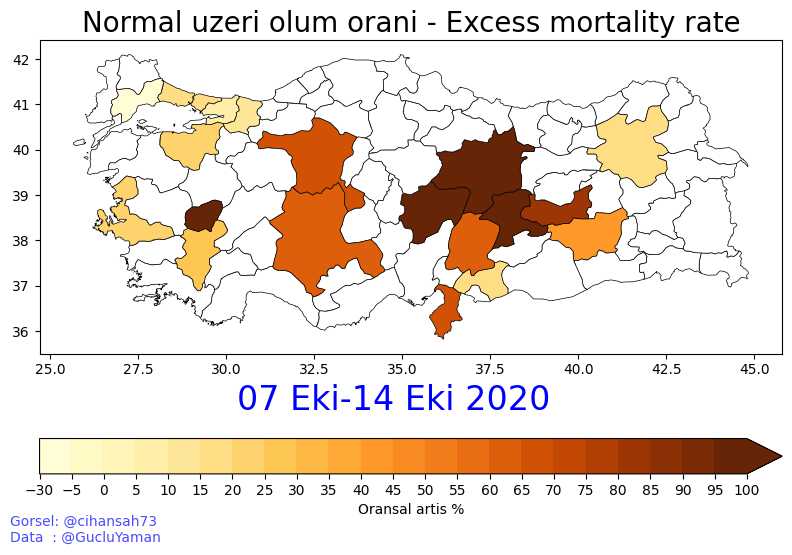 Normal uzeri olum orani - Excess mortality rate
42
41
40
39
38
37
36
25.0 27.5 30.0 32.5 35.0 37.5 40.0 42.5 45.0
07 Eki-14 Eki 2020
−30 −5 0 5 10 15 20 25 30 35 40 45 50 55 60 65 70 75 80 85 90 95 100
Oransal artis %
Gorsel: @cihansah73
Data : @GucluYaman